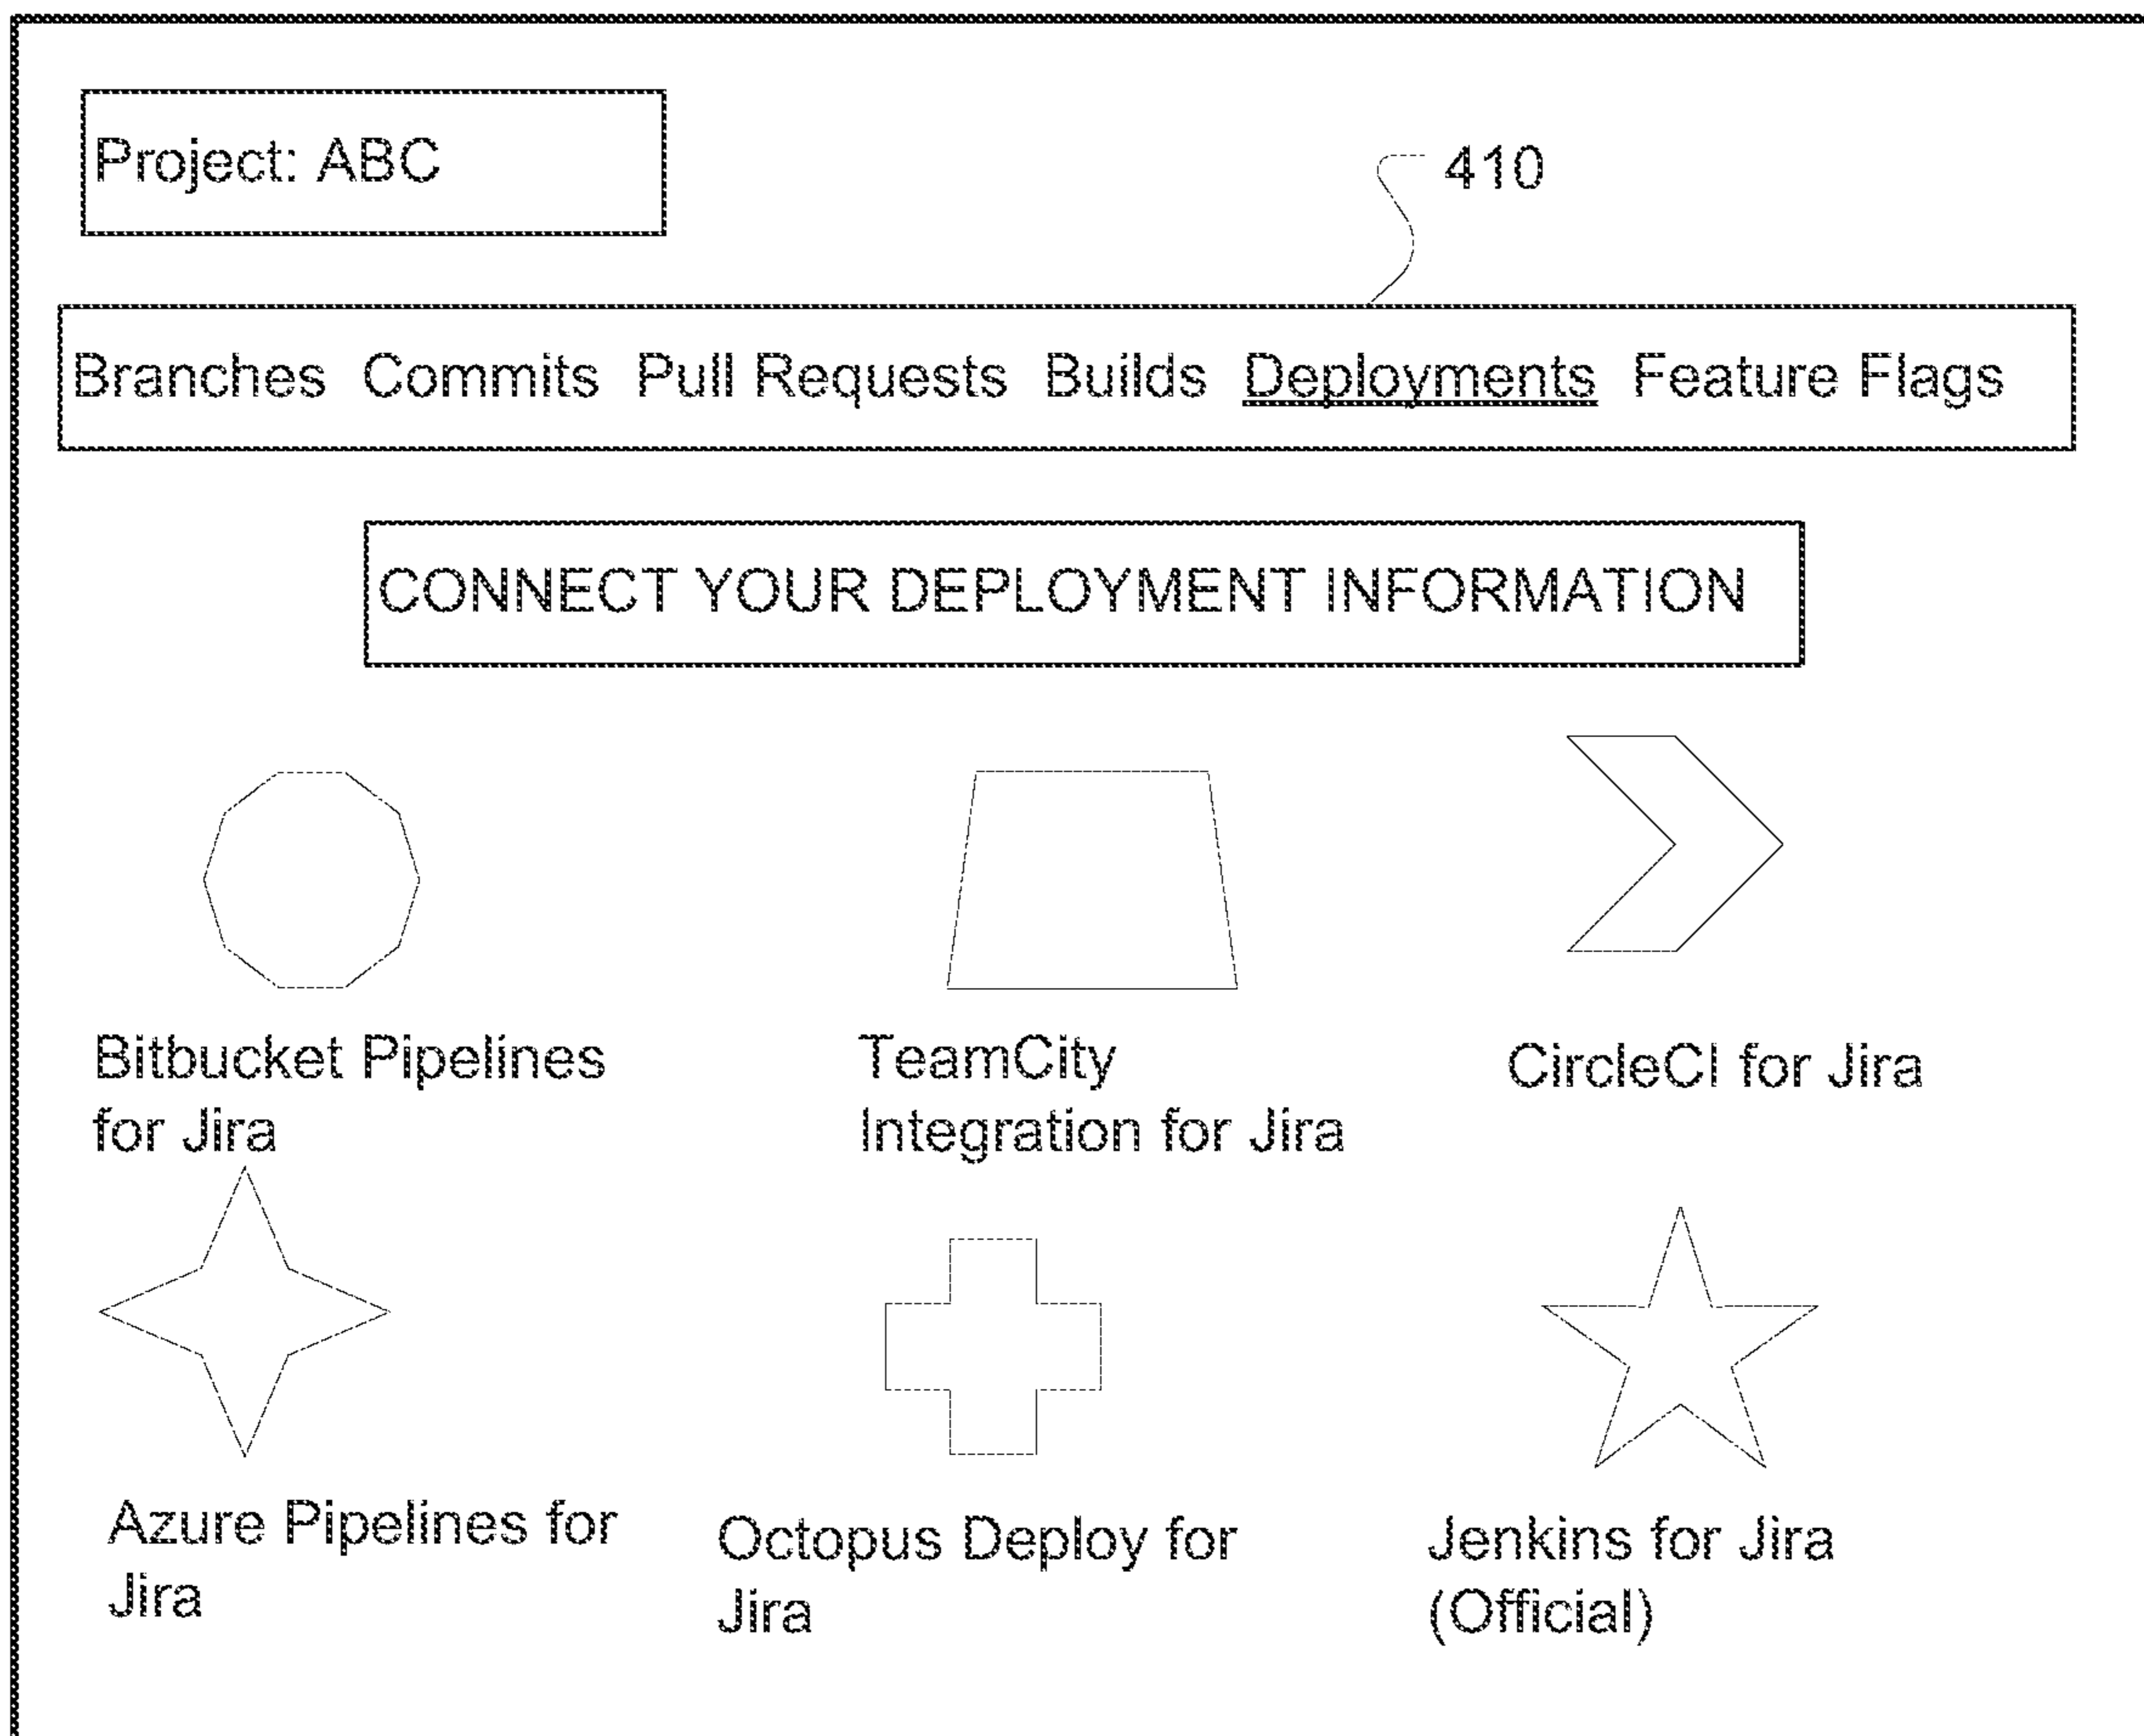 Project: ABC
410
Branches Commits Pull Requests Builds Deployments Feature Flags
CONNECT YOUR DEPLOYMENT INFORMATION
Bitbucket Pipelines
for Jira
TeamCity
Integration for Jira
CircleCI for Jira
Azure Pipelines for
Jira
Octopus Deploy for
Jira
Jenkins for Jira
(Official)